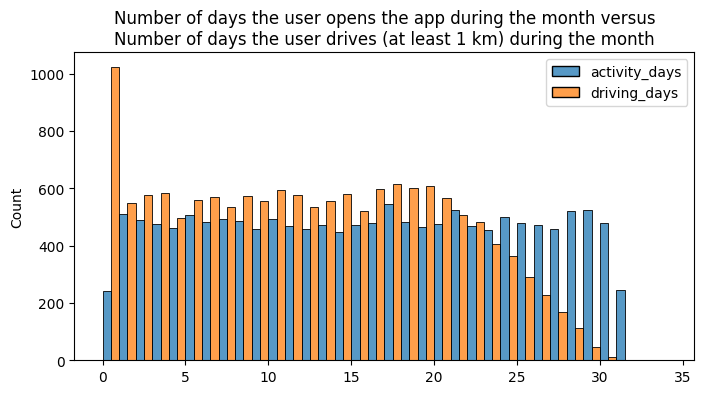 Number of days the user opens the app during the month versus
Number of days the user drives (at least 1 km) during the month
activity_days
driving_days
Count
1000
800
600
400
200
0
0 5 10 15 20 25 30 35